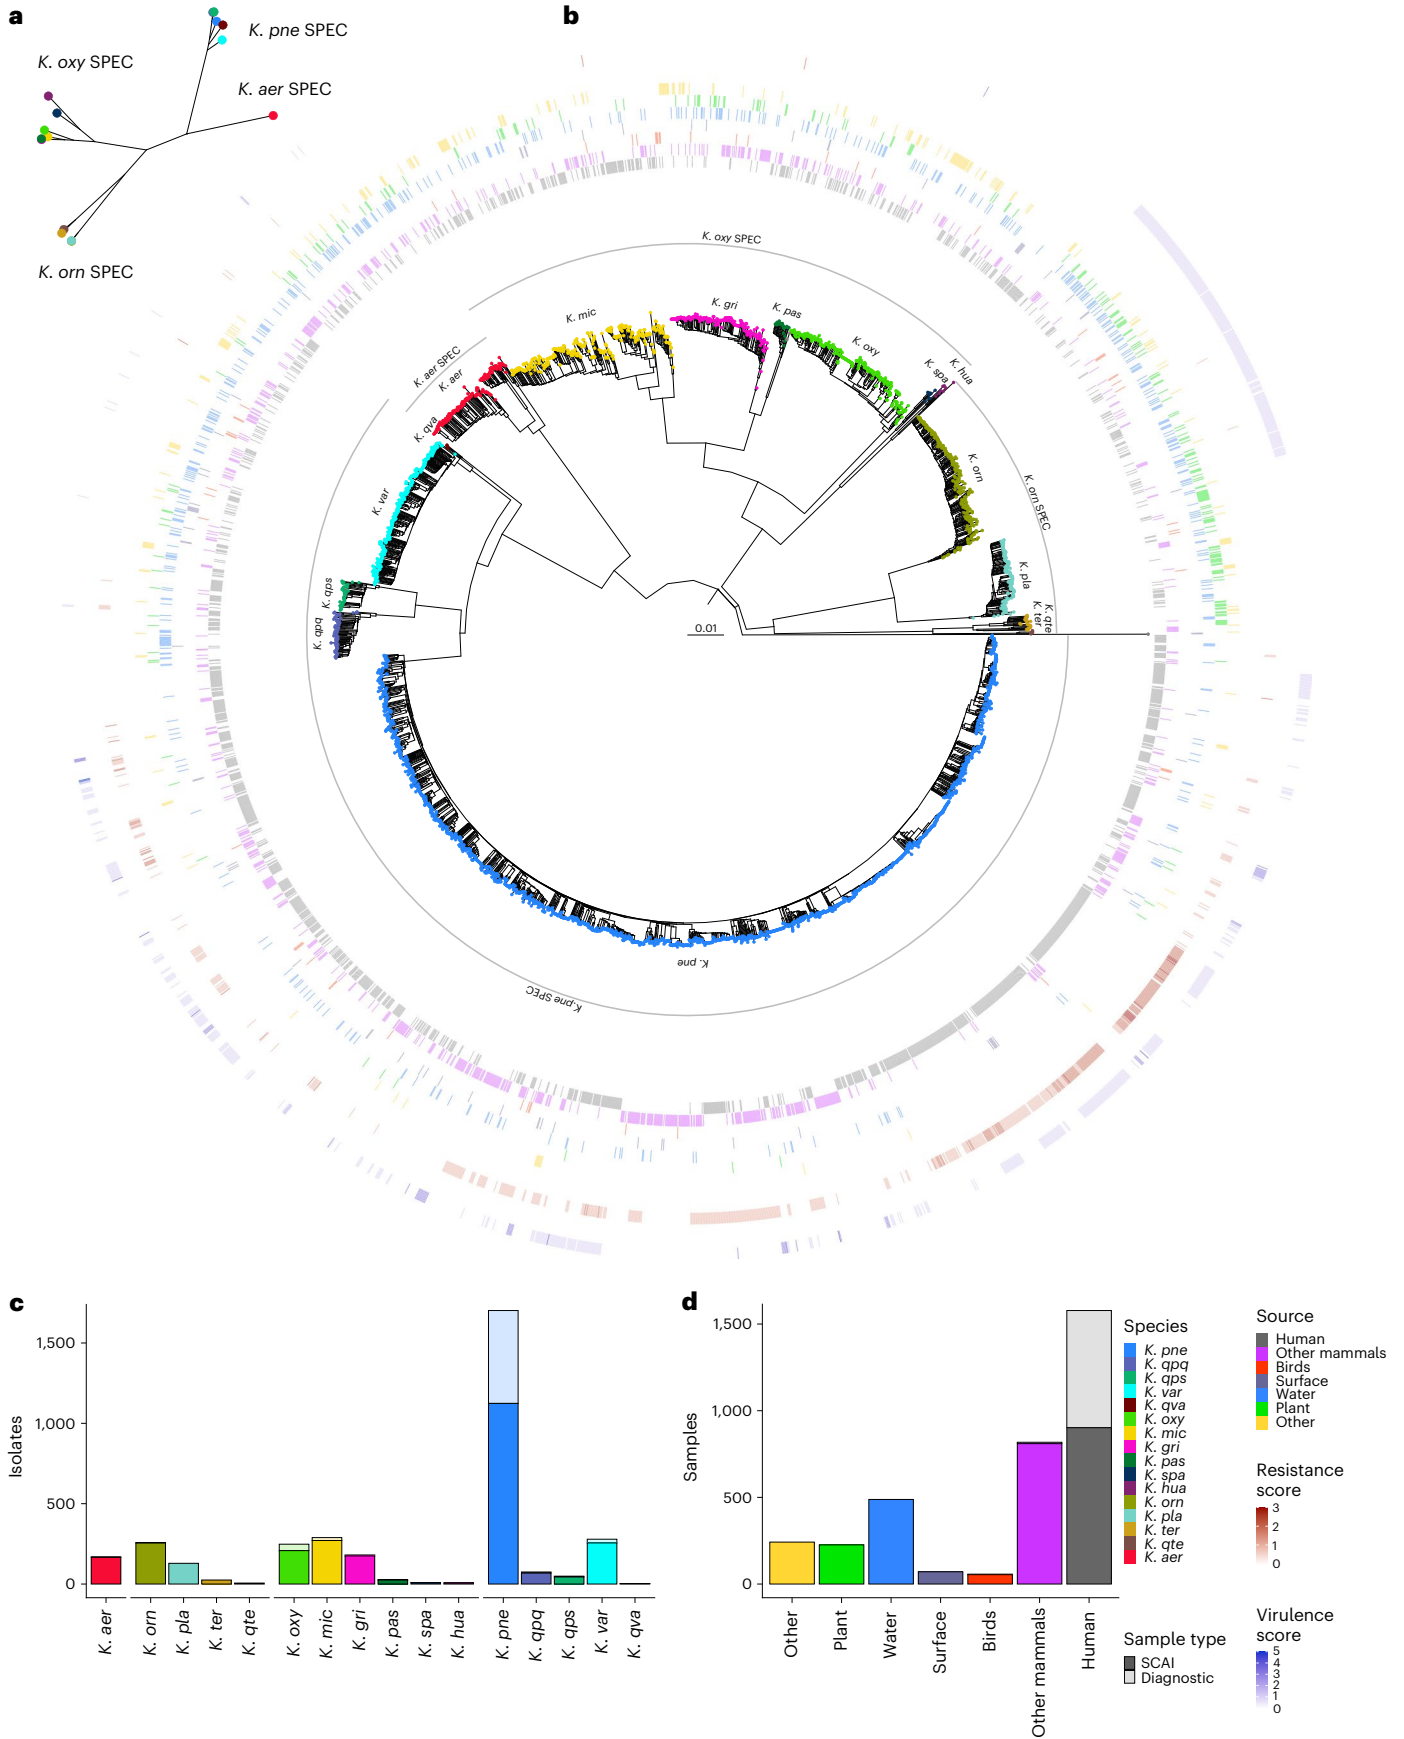 a
K. pne SPEC
K. oxy SPEC
K. aer SPEC
K. orn SPEC
b
K. oxy SPEC
K. mic
K. gri
K. pas
K. oxy
K. spa
K. hua
K. aer SPEC
K. aer
K. qva
K. var
K. orn
K. orn SPEC
K. pla
K. qps
K. qpq
K. qte
K. ter
0.01
K. pne
K.pne SPEC
c
Isolates
1,500
1,000
500
0
K. aer
K. orn
K. pla
K. ter
K. qte
K. oxy
K. mic
K. gri
K. pas
K. spa
K. hua
K. pne
K. qpq
K. qps
K. var
K. qva
d
Samples
1,500
1,000
500
0
Other
Plant
Water
Surface
Birds
Other mammals
Human
Species
K. pne
K. qpq
K. qps
K. var
K. qva
K. oxy
K. mic
K. gri
K. pas
K. spa
K. hua
K. orn
K. pla
K. ter
K. qte
K. aer
Sample type
SCAI
Diagnostic
Source
Human
Other mammals
Birds
Surface
Water
Plant
Other
Resistance
score
3
2
1
0
Virulence
score
5
4
3
2
1
0